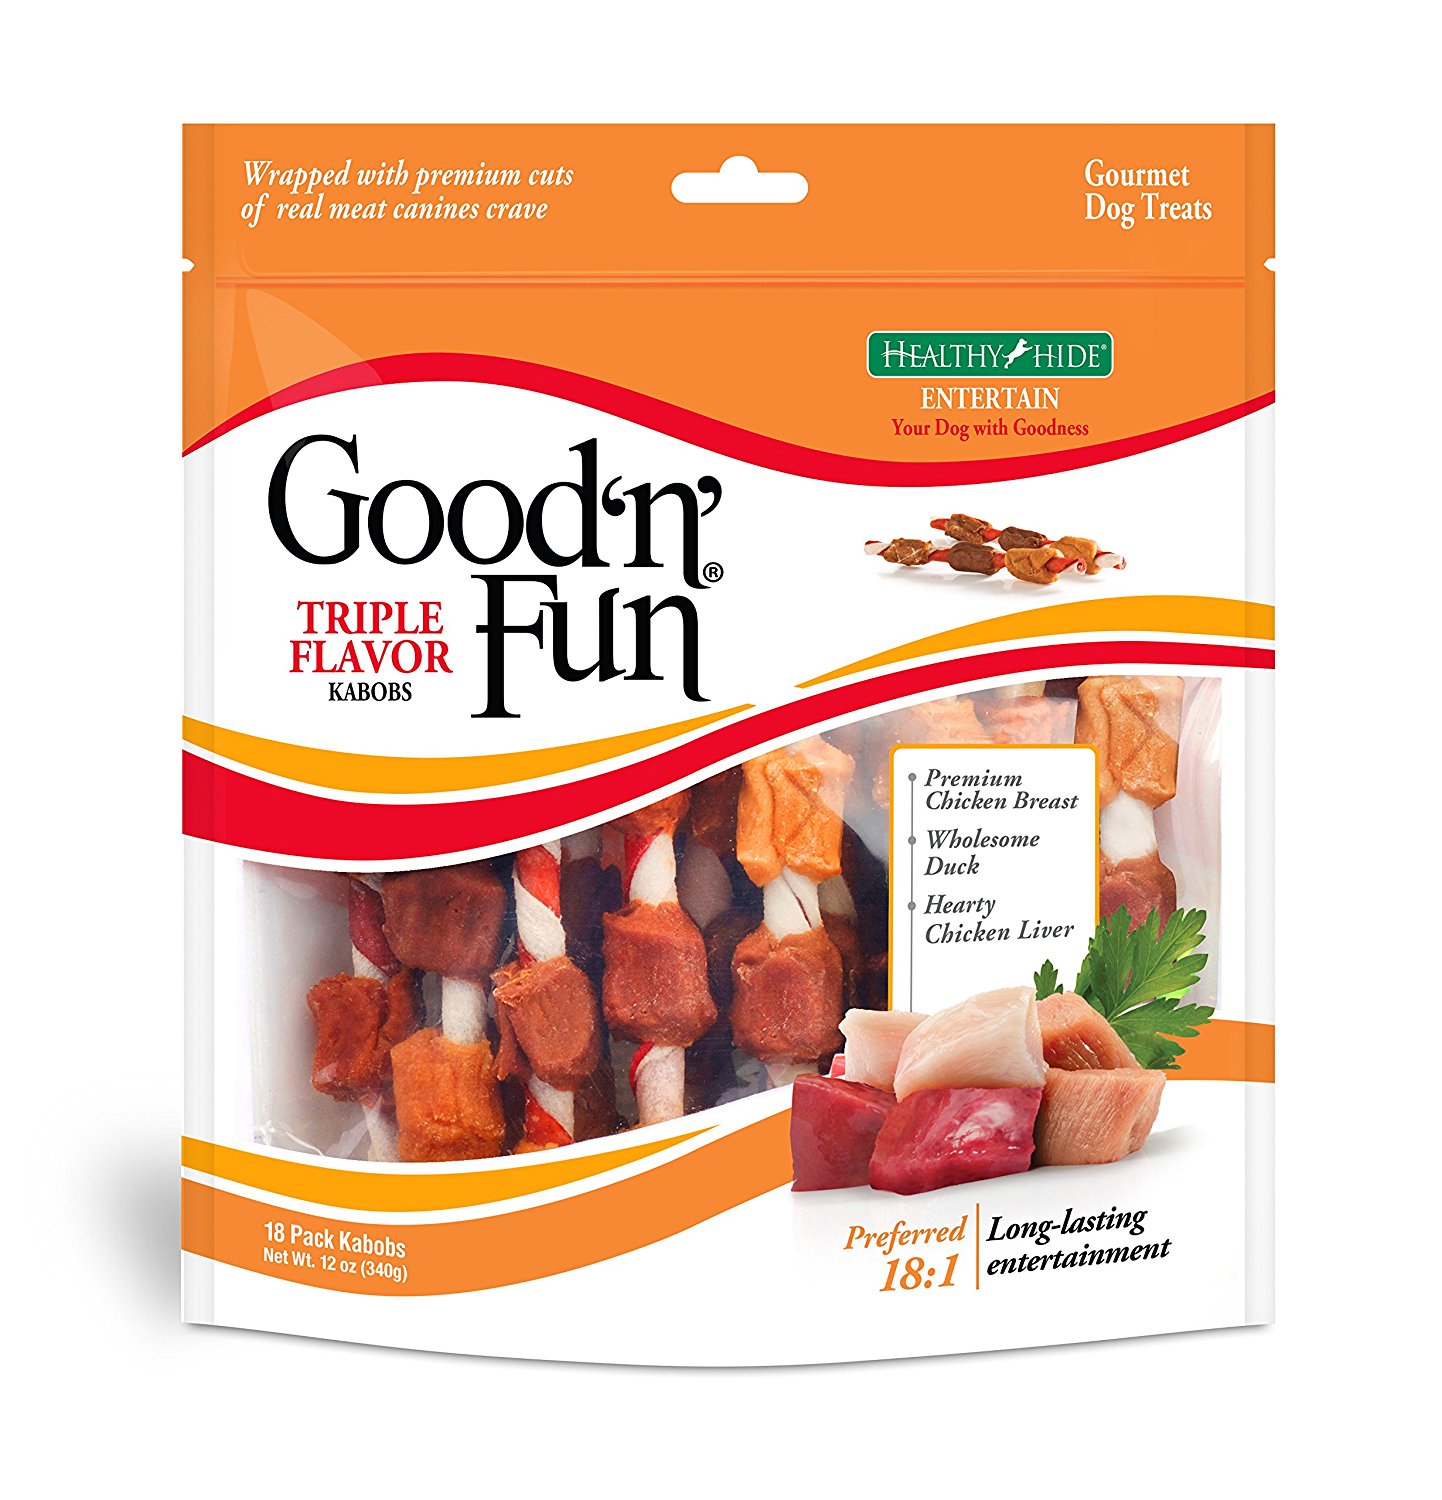 Wrapped with premium cuts
of real meat canines crave
Gourmet
Dog Treats
HEALTHY HIDE®
ENTERTAIN
Your Dog with Goodness
Good'n'®
Fun
TRIPLE
FLAVOR
KABOBS
Premium
Chicken Breast
Wholesome
Duck
Hearty
Chicken Liver
18 Pack Kabobs
Net Wt. 12 oz (340g)
Preferred
18:1
Long-lasting
entertainment